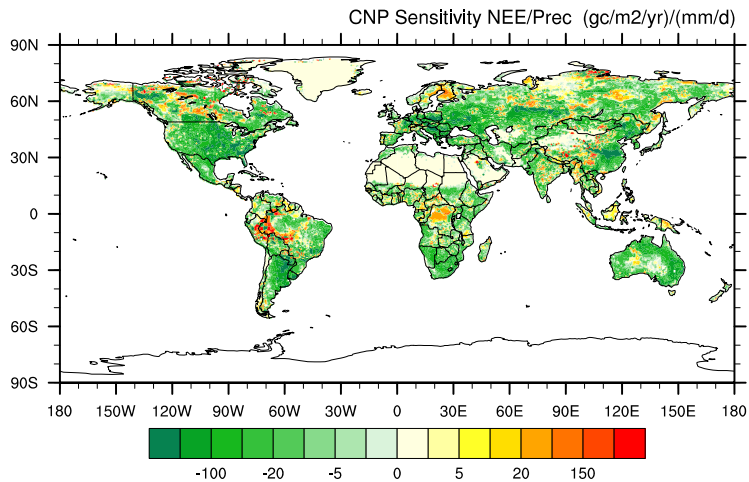 CNP Sensitivity NEE/Prec (gc/m2/yr)/(mm/d)
90N
60N
30N
0
30S
60S
90S
180 150W 120W 90W 60W 30W 0 30E 60E 90E 120E 150E 180
-100 -20 -5 0 5 20 150